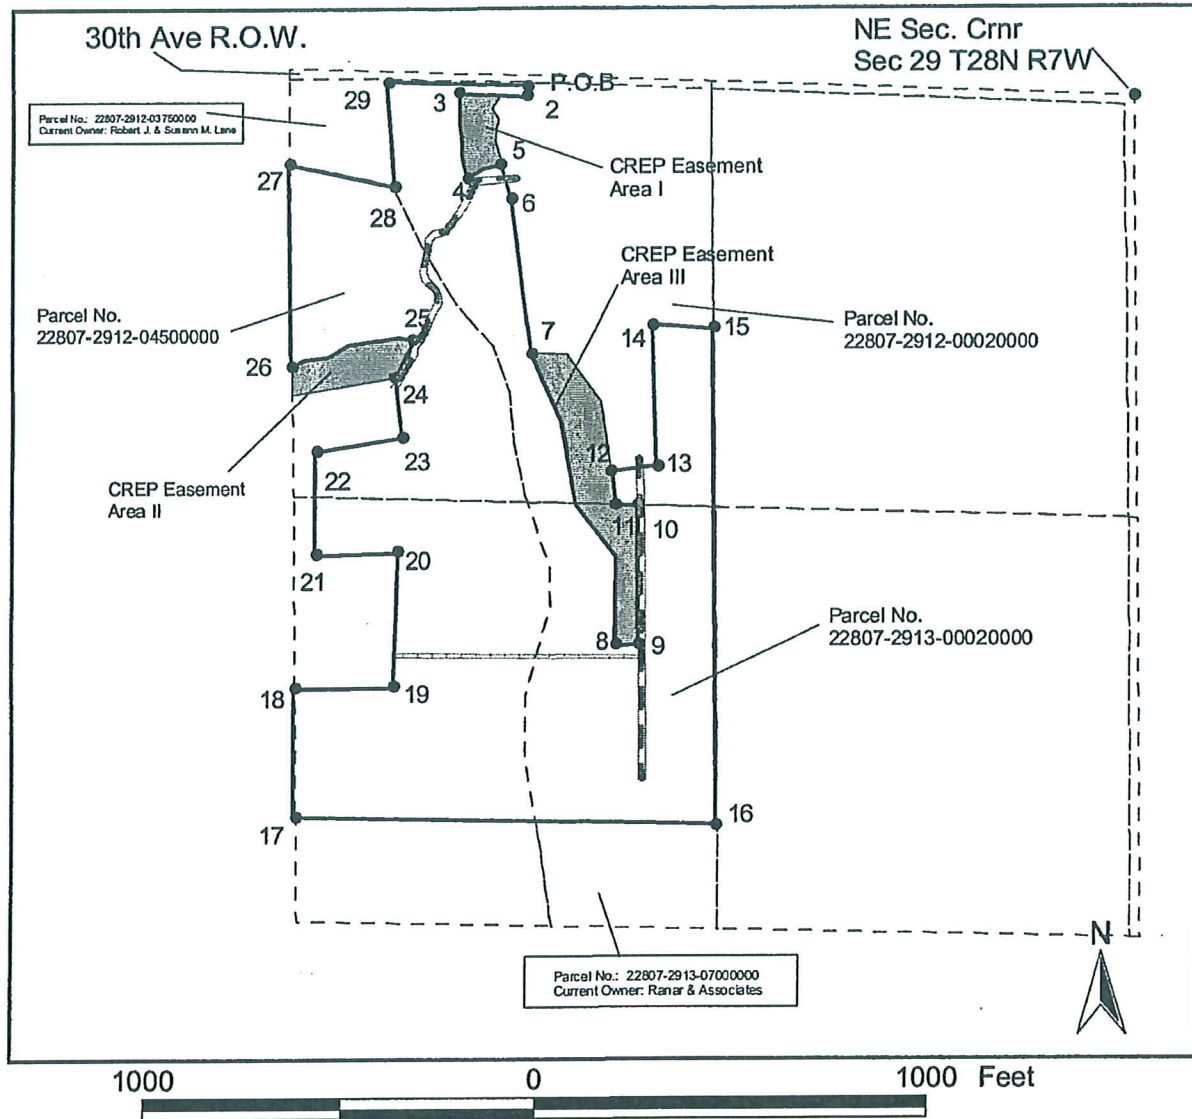 30th Ave R.O.W.
NE Sec. Crnr
Sec 29 T28N R7W
P.O.B
29
3
2
Parcel No.: 22807-2912-03750000
Current Owner: Robert J. & Susann M. Lane
5
CREP Easement
Area I
27
4
6
28
CREP Easement
Area III
Parcel No.
22807-2912-04500000
25
7
14
15
Parcel No.
22807-2912-00020000
26
24
23
22
12
13
CREP Easement
Area II
11
10
21
20
Parcel No.
22807-2913-00020000
8
9
18
19
17
16
N
Parcel No.: 22807-2913-07000000
Current Owner: Ranar & Associates
1000
0
1000 Feet